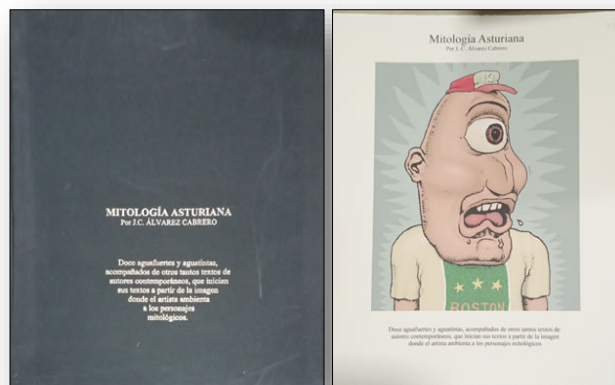 MITOLOGÍA ASTURIANA
Por J.C. ÁLVAREZ CABRERO
Doce aguafuertes y aguatintas,
acompañados de otros tantos textos de
autores contemporáneos, que inician
sus textos a partir de la imagen
donde el artista ambienta
a los personajes
mitológicos.
Mitología Asturiana
Por J. C. Álvarez Cabrero
BOSTON
Doce aguafuertes y aguatintas, acompañados de otros tantos textos de
autores contemporáneos, que inician sus textos a partir de la imagen
donde el artista ambienta a los personajes mitológicos